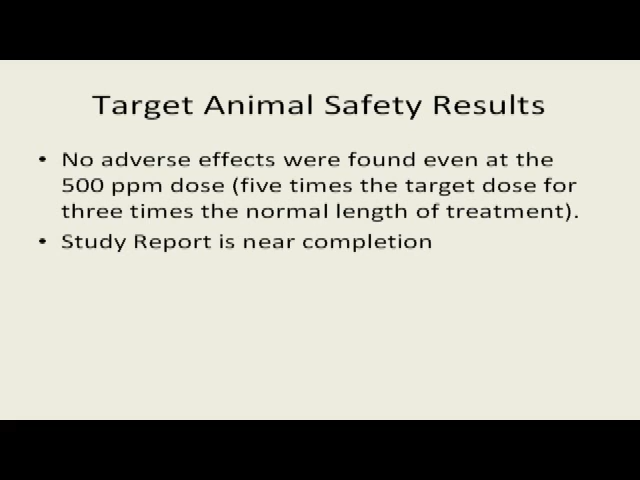 Target Animal Safety Results
• No adverse effects were found even at the
500 ppm dose (five times the target dose for
three times the normal length of treatment).
• Study Report is near completion